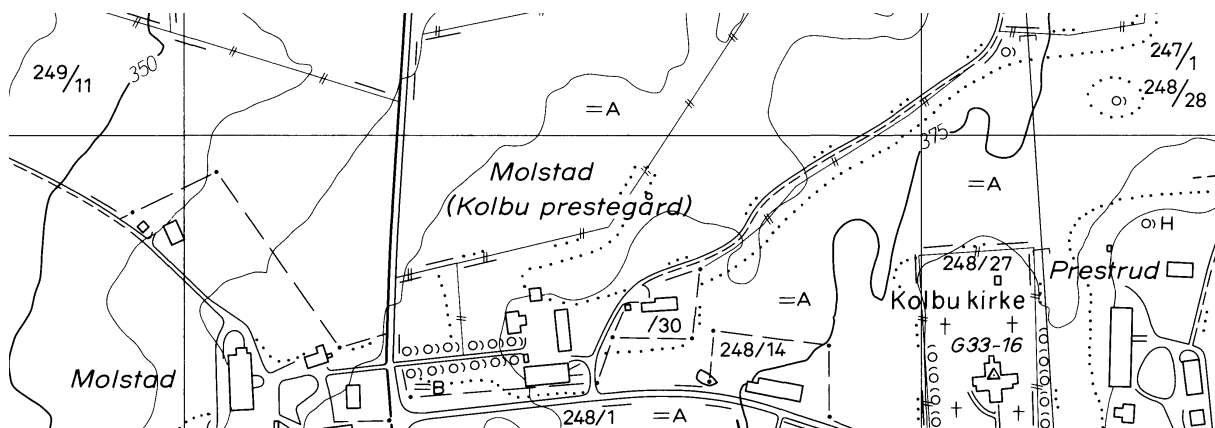 249/11
350
=A
247/1
248/28
375
Molstad
(Kolbu prestegård)
=A
H
248/27
Prestrud
Kolbu kirke
=A
/30
G33-16
248/14
Molstad
=B
248/1
=A